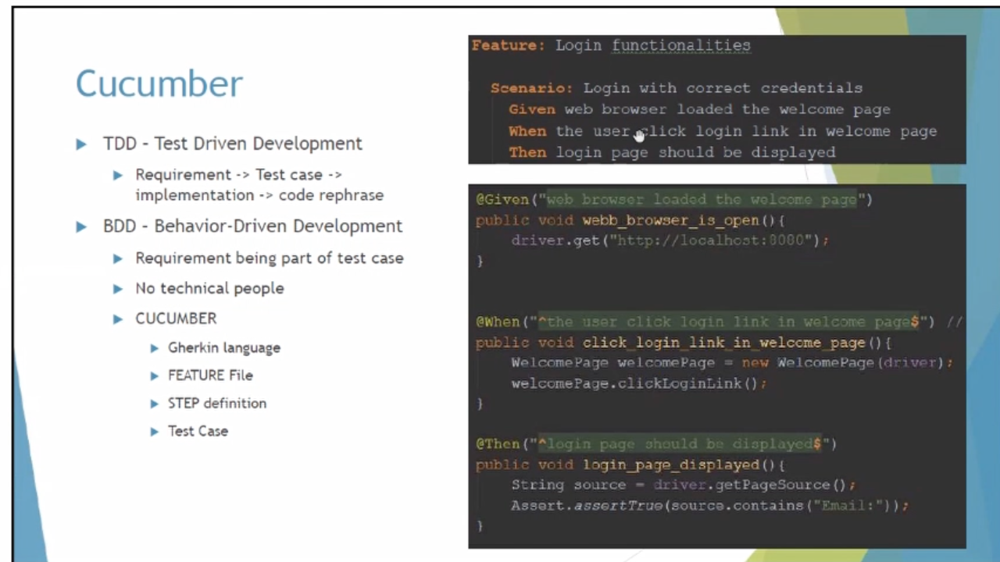 Cucumber
TDD - Test Driven Development
Requirement -> Test case ->
implementation -> code rephrase
BDD - Behavior-Driven Development
Requirement being part of test case
No technical people
CUCUMBER
Gherkin language
FEATURE File
STEP definition
Test Case
Feature: Login functionalities
Scenario: Login with correct credentials
Given web browser loaded the welcome page
When the user click login link in welcome page
Then login page should be displayed
@Given("web browser loaded the welcome page")
public void webb_browser_is_open(){
driver.get("http://localhost:8080");
}
@When("^the user click login link in welcome page$") //
public void click_login_link_in_welcome_page(){
WelcomePage welcomePage = new WelcomePage(driver);
welcomePage.clickLoginLink();
}
@Then("^login page should be displayed$")
public void login_page_displayed(){
String source = driver.getPageSource();
Assert.assertTrue(source.contains("Email:"));
}